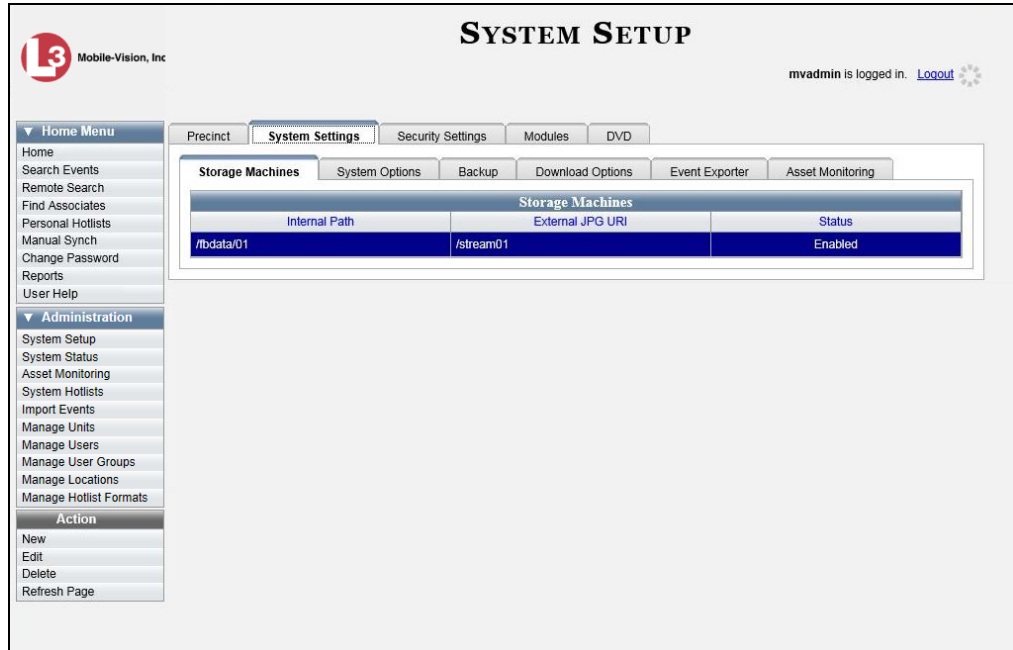 SYSTEM SETUP
L3 Mobile-Vision, Inc
mvadmin is logged in. Logout
▼ Home Menu
Home
Search Events
Remote Search
Find Associates
Personal Hotlists
Manual Synch
Change Password
Reports
User Help
▼ Administration
System Setup
System Status
Asset Monitoring
System Hotlists
Import Events
Manage Units
Manage Users
Manage User Groups
Manage Locations
Manage Hotlist Formats
Action
New
Edit
Delete
Refresh Page
Precinct System Settings Security Settings Modules DVD
Storage Machines System Options Backup Download Options Event Exporter Asset Monitoring
Storage Machines
Internal Path External JPG URI Status
/fbdata/01 /stream01 Enabled